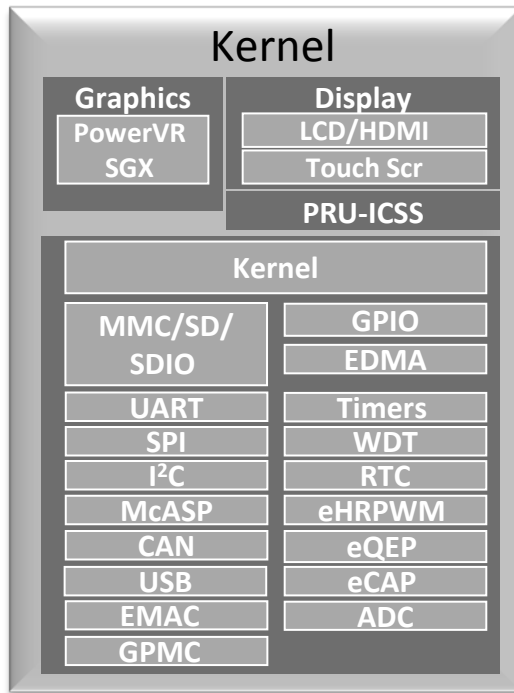 Kernel
Graphics
PowerVR
SGX
Display
LCD/HDMI
Touch Scr
PRU-ICSS
Kernel
MMC/SD/
SDIO
UART
SPI
I²C
McASP
CAN
USB
EMAC
GPMC
GPIO
EDMA
Timers
WDT
RTC
eHRPWM
eQEP
eCAP
ADC